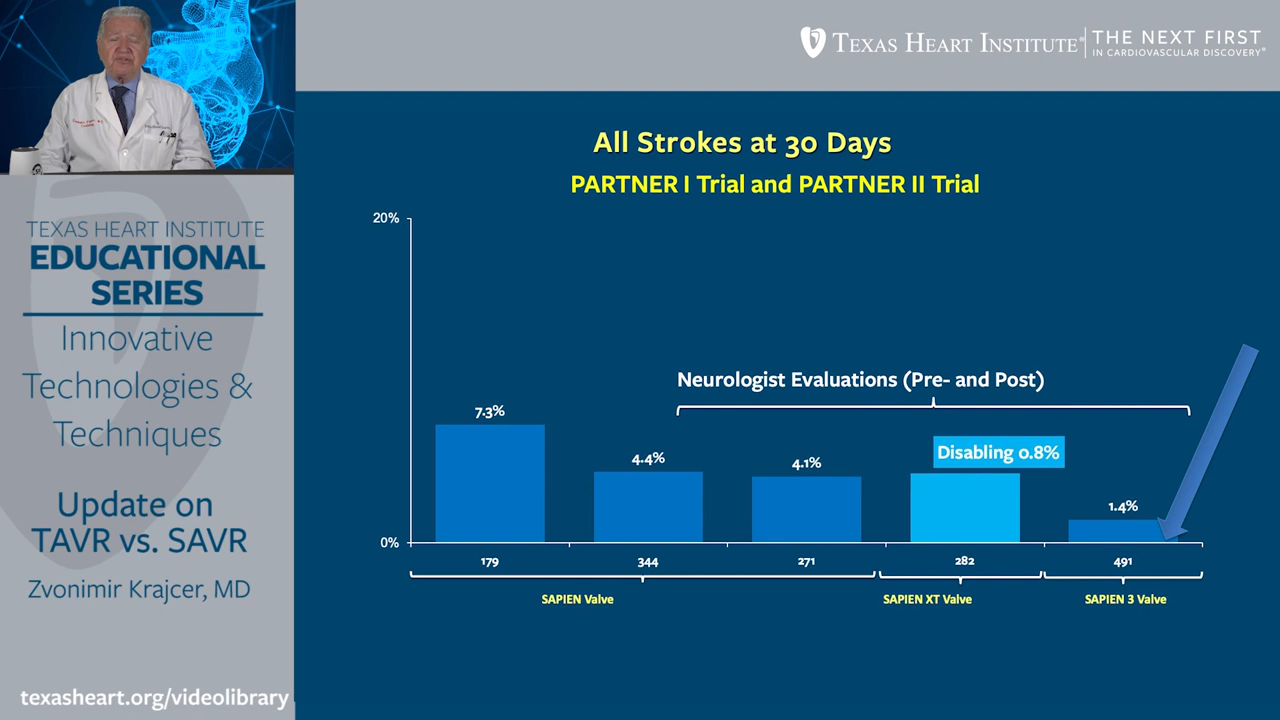 TEXAS HEART INSTITUTE®
THE NEXT FIRST
IN CARDIOVASCULAR DISCOVERY®
TEXAS HEART INSTITUTE
EDUCATIONAL
SERIES
Innovative
Technologies &
Techniques
Update on
TAVR vs. SAVR
Zvonimir Krajcer, MD
texasheart.org/videolibrary
All Strokes at 30 Days
PARTNER I Trial and PARTNER II Trial
20%
Neurologist Evaluations (Pre- and Post)
7.3%
4.4%
4.1%
Disabling 0.8%
1.4%
0%
179
344
271
282
491
SAPIEN Valve
SAPIEN XT Valve
SAPIEN 3 Valve